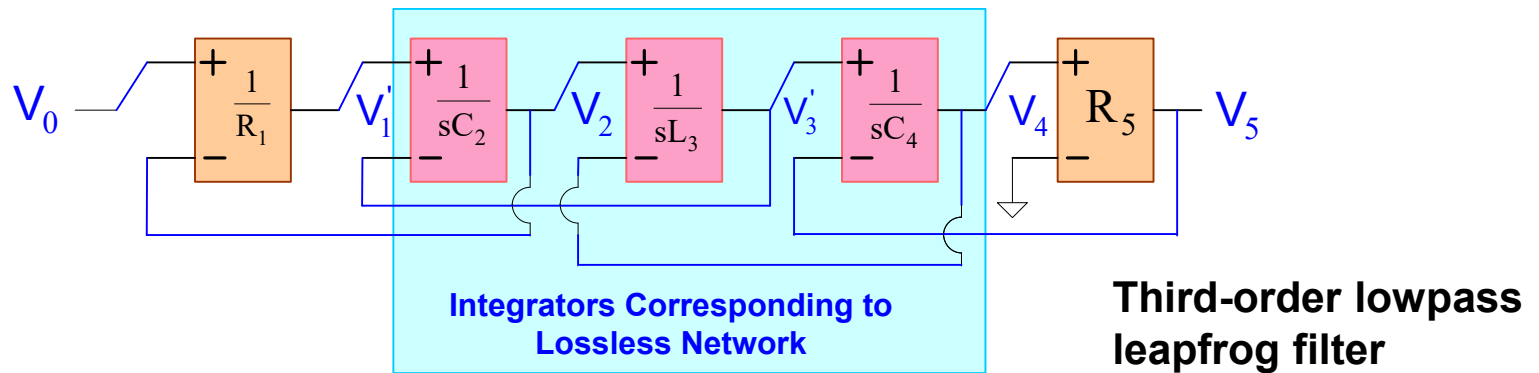 V₀ + − 1/R₁ V₁' + − 1/sC₂ V₂ + − 1/sL₃ V₃' + − 1/sC₄ V₄ + − R₅ V₅
Integrators Corresponding to
Lossless Network
Third-order lowpass
leapfrog filter